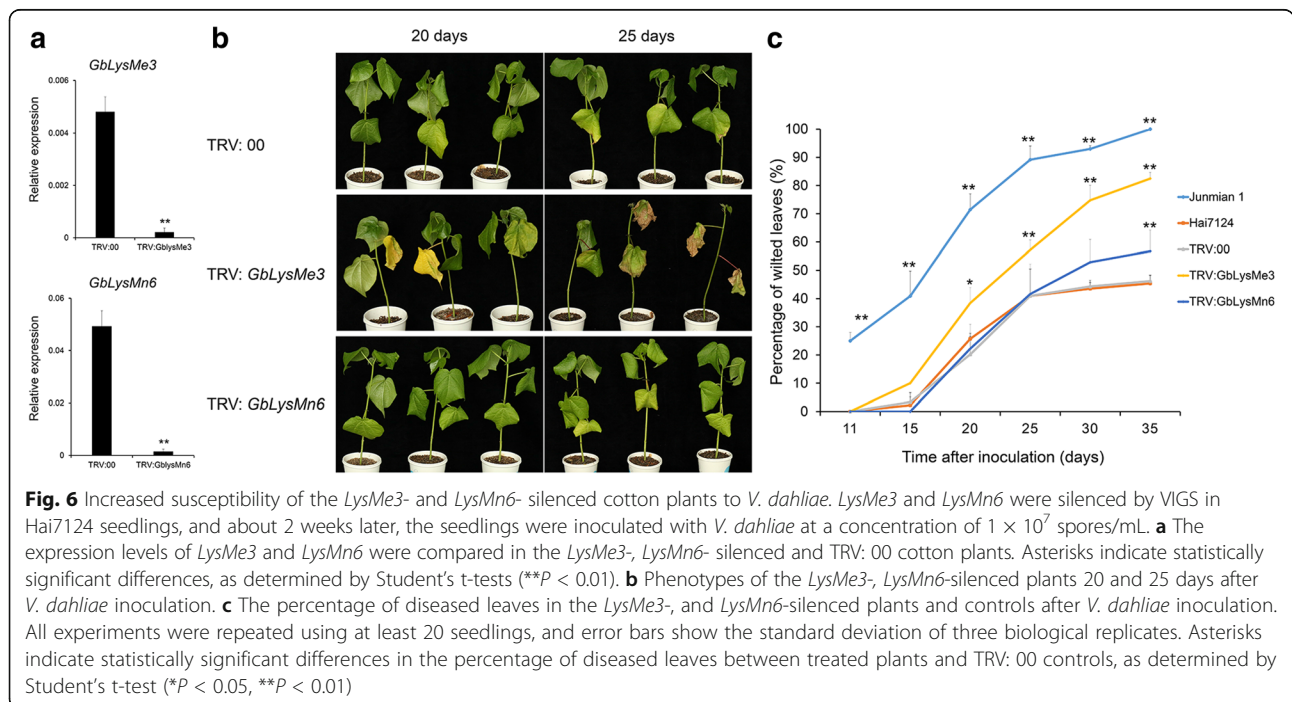 a
GbLysMe3
0.006
0.004
0.002
0
Relative expression
**
TRV:00
TRV:GblysMe3
GbLysMn6
0.06
0.04
0.02
0
Relative expression
**
TRV:00
TRV:GblysMn6
b
20 days
25 days
TRV: 00
TRV: GbLysMe3
TRV: GbLysMn6
c
100
90
80
70
60
50
40
30
20
10
0
Percentage of wilted leaves (%)
**
**
**
**
**
**
*
**
**
**
**
11
15
20
25
30
35
Time after inoculation (days)
Junmian 1
Hai7124
TRV:00
TRV:GbLysMe3
TRV:GbLysMn6
Fig. 6 Increased susceptibility of the LysMe3- and LysMn6- silenced cotton plants to V. dahliae. LysMe3 and LysMn6 were silenced by VIGS in
Hai7124 seedlings, and about 2 weeks later, the seedlings were inoculated with V. dahliae at a concentration of 1 × 10⁷ spores/mL. a The
expression levels of LysMe3 and LysMn6 were compared in the LysMe3-, LysMn6- silenced and TRV: 00 cotton plants. Asterisks indicate statistically
significant differences, as determined by Student's t-tests (**P < 0.01). b Phenotypes of the LysMe3-, LysMn6-silenced plants 20 and 25 days after
V. dahliae inoculation. c The percentage of diseased leaves in the LysMe3-, and LysMn6-silenced plants and controls after V. dahliae inoculation.
All experiments were repeated using at least 20 seedlings, and error bars show the standard deviation of three biological replicates. Asterisks
indicate statistically significant differences in the percentage of diseased leaves between treated plants and TRV: 00 controls, as determined by
Student's t-test (*P < 0.05, **P < 0.01)